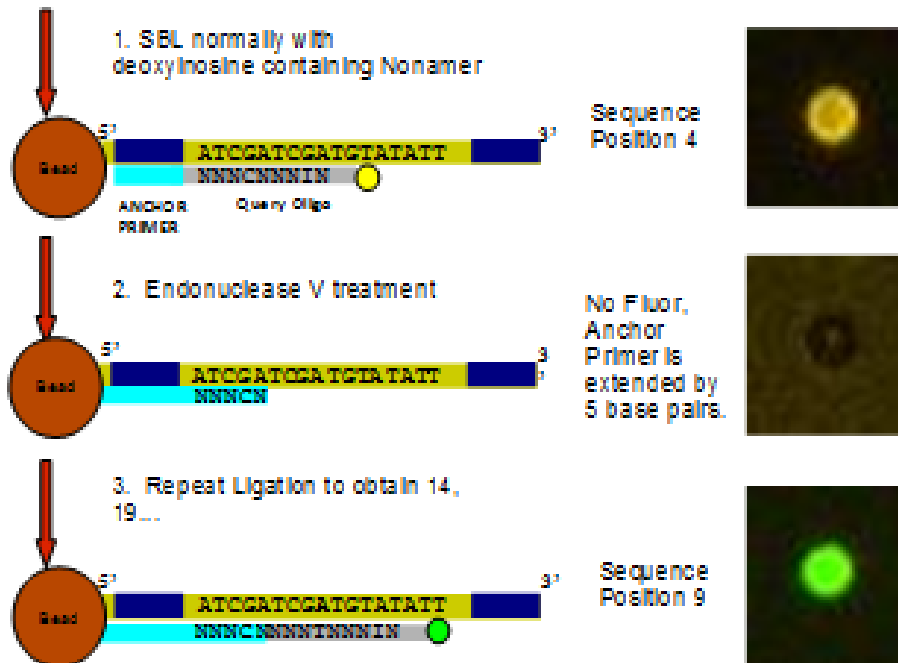 1. SBL normally with
deoxyinosine containing Nonamer
5'
3'
Bead
ATCGATCGATGTATATT
NNNCNNNIN
ANCHOR
PRIMER
Query Oligo
Sequence
Position 4
2. Endonuclease V treatment
5'
3
'
Bead
ATCGATCGATGTATATT
NNNCN
No Fluor,
Anchor
Primer is
extended by
5 base pairs.
3. Repeat Ligation to obtain 14,
19...
5'
3'
Bead
ATCGATCGATGTATATT
NNNCNNNNTNNNIN
Sequence
Position 9